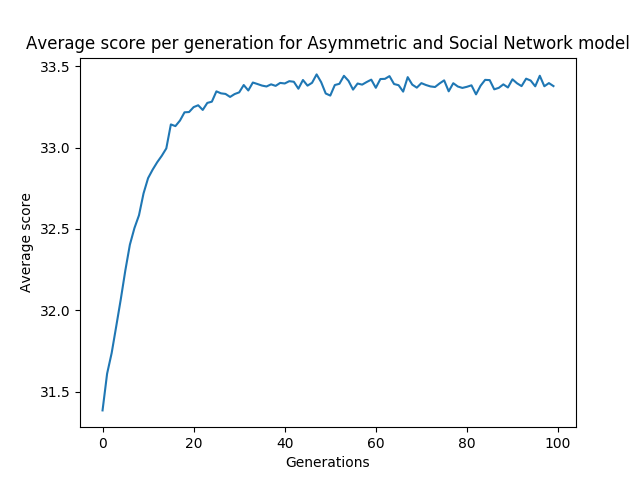 Average score per generation for Asymmetric and Social Network model
33.5
33.0
32.5
32.0
31.5
Average score
0 20 40 60 80 100
Generations